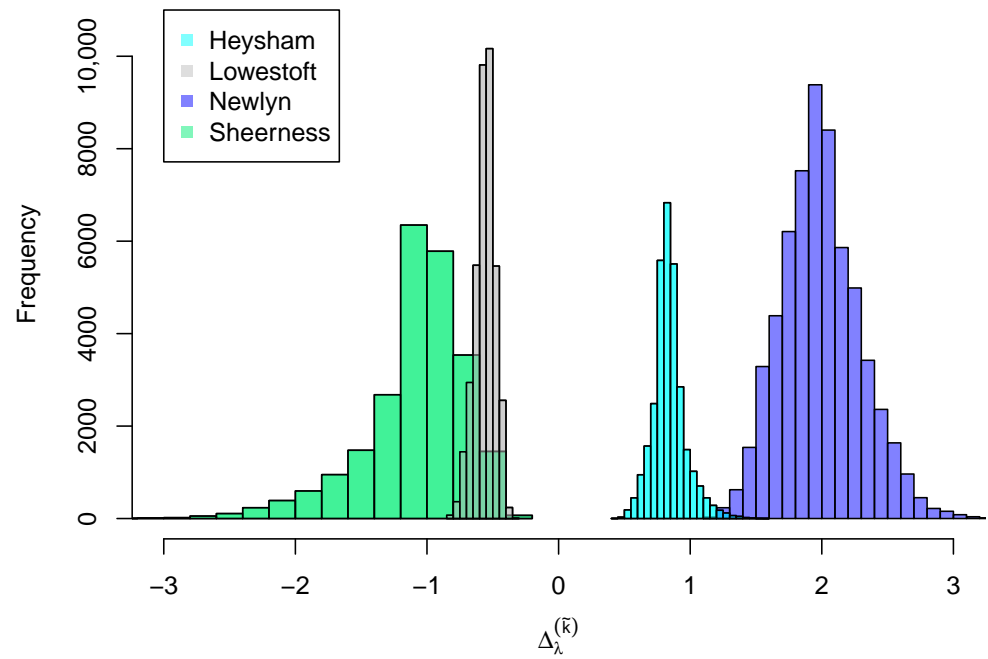 Heysham
Lowestoft
Newlyn
Sheerness
Frequency
10,000
8000
6000
4000
2000
0
−3 −2 −1 0 1 2 3
Δ_λ^(k̃)